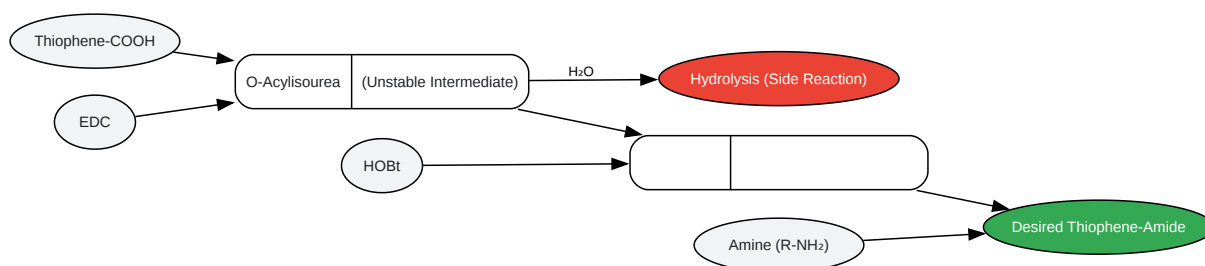 Thiophene-COOH
EDC
O-Acylisourea
(Unstable Intermediate)
H₂O
Hydrolysis (Side Reaction)
HOBt
Amine (R-NH₂)
Desired Thiophene-Amide